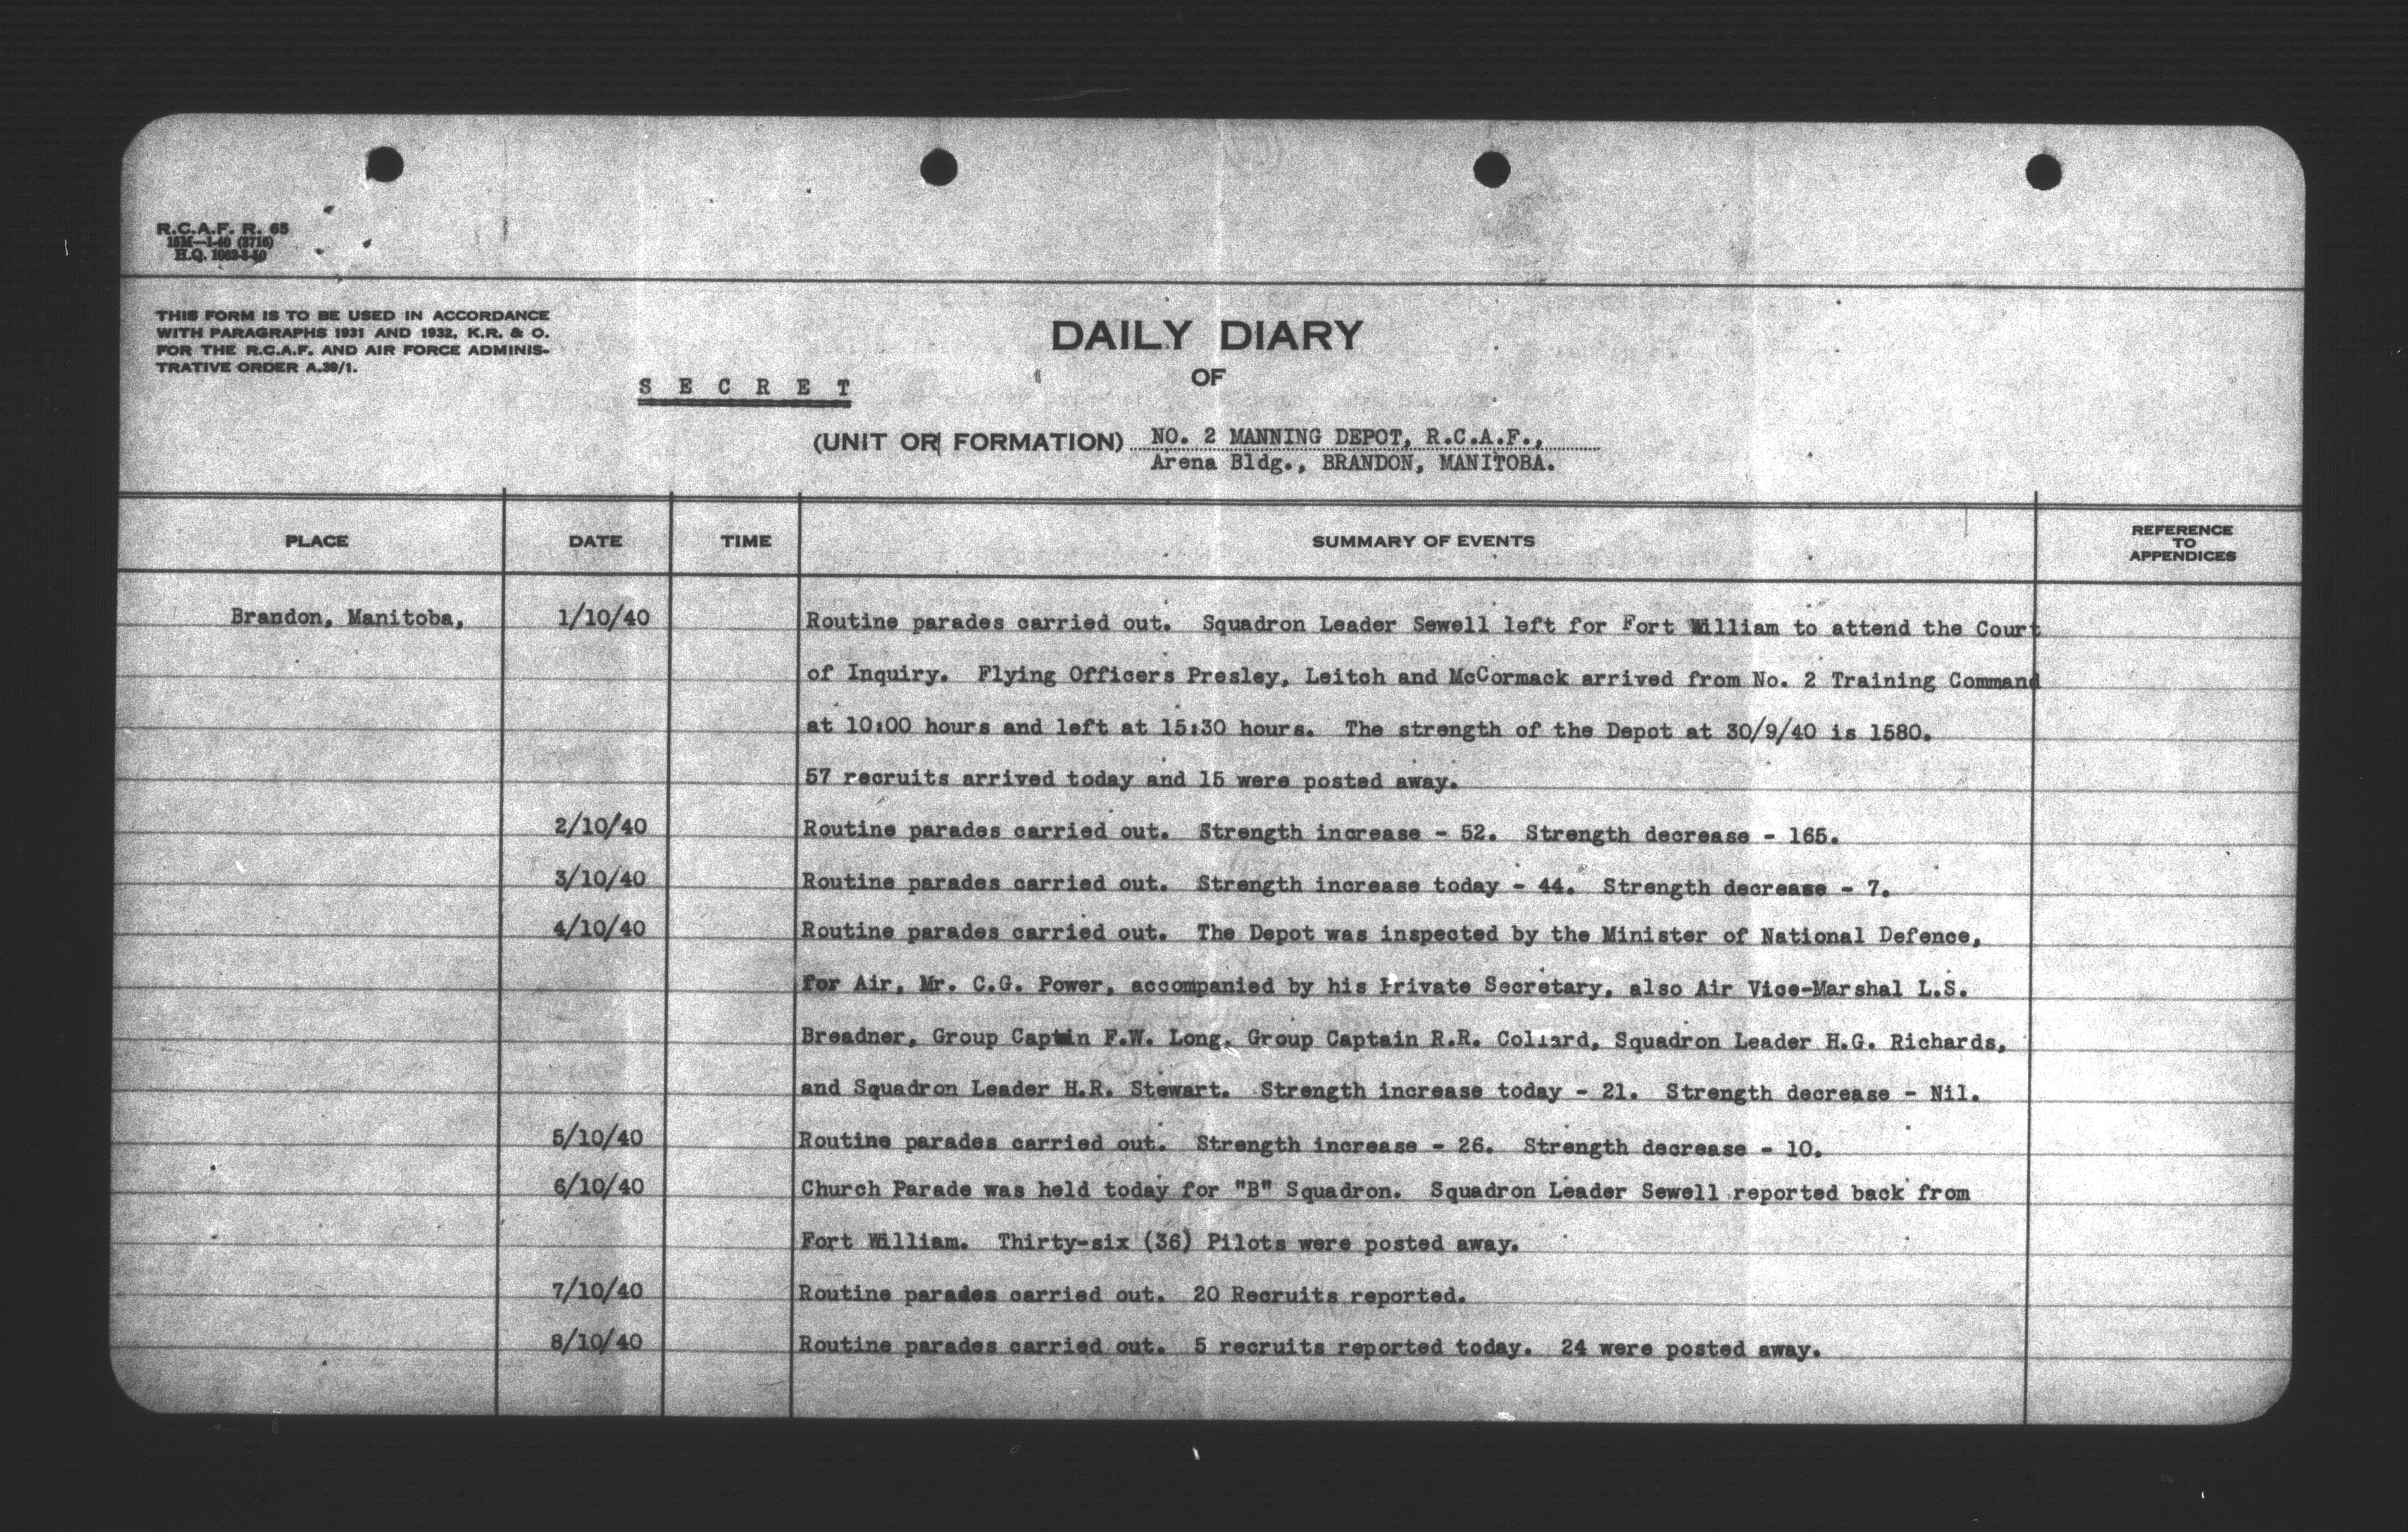 R.C.A.F. R. 65
15M—1-40 (3716)
H.Q. 1062-3-50
THIS FORM IS TO BE USED IN ACCORDANCE
WITH PARAGRAPHS 1931 AND 1932, K.R. & O.
FOR THE R.C.A.F. AND AIR FORCE ADMINIS-
TRATIVE ORDER A.39/1.
DAILY DIARY
OF
S E C R E T
(UNIT OR FORMATION) NO. 2 MANNING DEPOT, R.C.A.F.,
Arena Bldg., BRANDON, MANITOBA.
PLACE DATE TIME SUMMARY OF EVENTS REFERENCE TO APPENDICES
Brandon, Manitoba, 1/10/40 Routine parades carried out. Squadron Leader Sewell left for Fort William to attend the Court
of Inquiry. Flying Officers Presley, Leitch and McCormack arrived from No. 2 Training Command
at 10:00 hours and left at 15:30 hours. The strength of the Depot at 30/9/40 is 1580.
57 recruits arrived today and 15 were posted away.
2/10/40 Routine parades carried out. Strength increase - 52. Strength decrease - 165.
3/10/40 Routine parades carried out. Strength increase today - 44. Strength decrease - 7.
4/10/40 Routine parades carried out. The Depot was inspected by the Minister of National Defence,
for Air, Mr. C.G. Power, accompanied by his Private Secretary, also Air Vice-Marshal L.S.
Breadner, Group Captin F.W. Long, Group Captain R.R. Collard, Squadron Leader H.G. Richards,
and Squadron Leader H.R. Stewart. Strength increase today - 21. Strength decrease - Nil.
5/10/40 Routine parades carried out. Strength increase - 26. Strength decrease - 10.
6/10/40 Church Parade was held today for "B" Squadron. Squadron Leader Sewell reported back from
Fort William. Thirty-six (36) Pilots were posted away.
7/10/40 Routine parades carried out. 20 Recruits reported.
8/10/40 Routine parades carried out. 5 recruits reported today. 24 were posted away.